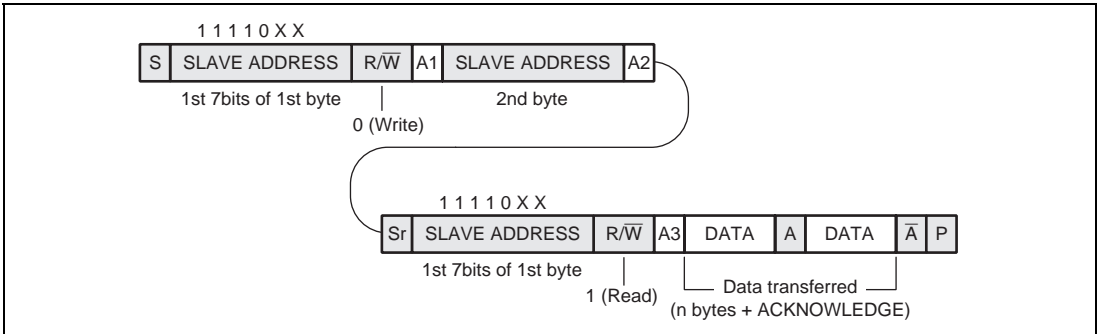 1 1 1 1 0 X X
S SLAVE ADDRESS R/W̅ A1 SLAVE ADDRESS A2
1st 7bits of 1st byte 2nd byte
0 (Write)
1 1 1 1 0 X X
Sr SLAVE ADDRESS R/W̅ A3 DATA A DATA A̅ P
1st 7bits of 1st byte
1 (Read)
Data transferred
(n bytes + ACKNOWLEDGE)